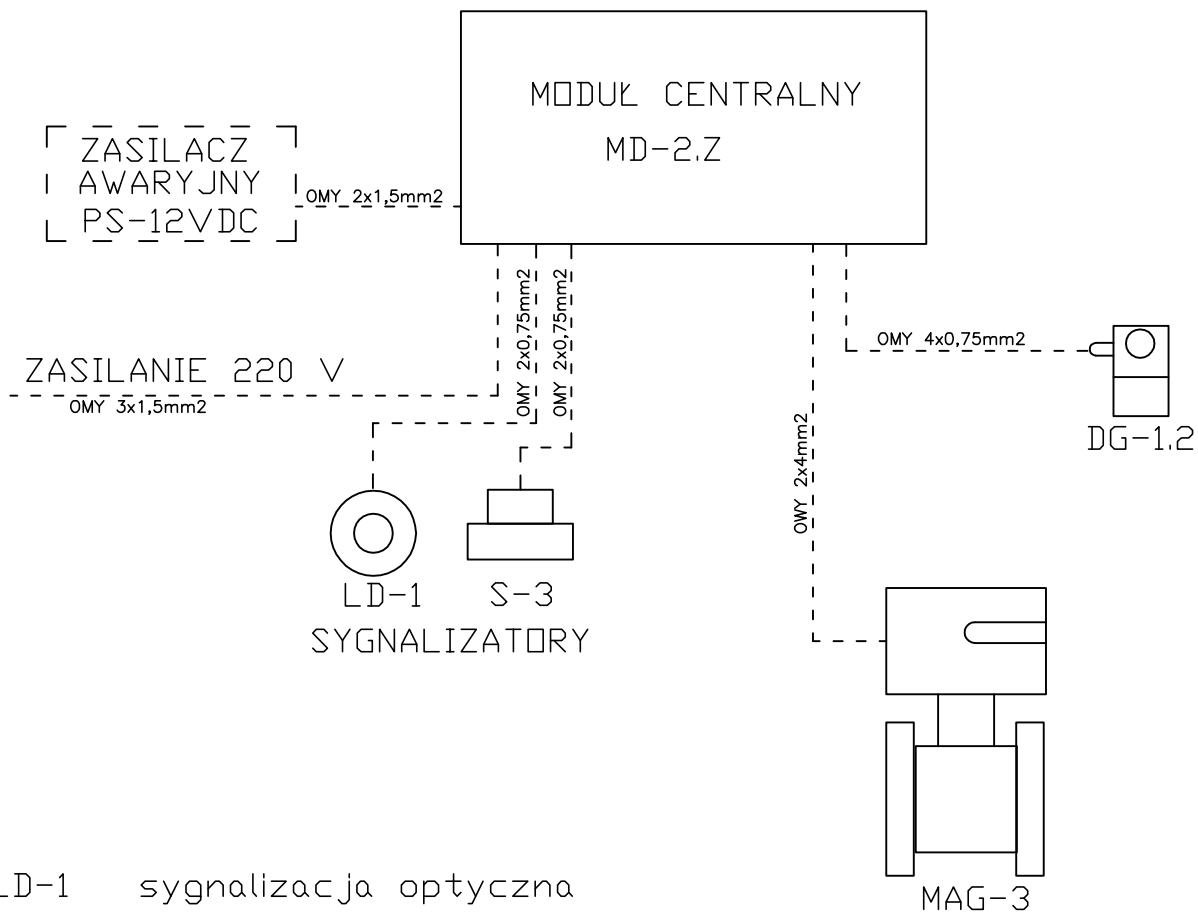 MODUŁ CENTRALNY
MD-2.Z
ZASILACZ
AWARYJNY
PS-12VDC
OMY 2x1,5mm2
OMY 2x0,75mm2
OMY 2x0,75mm2
ZASILANIE 220 V
OMY 3x1,5mm2
OMY 4x0,75mm2
DG-1.2
OWY 2x4mm2
LD-1
S-3
SYGNALIZATORY
MAG-3
LD-1 sygnalizacja optyczna